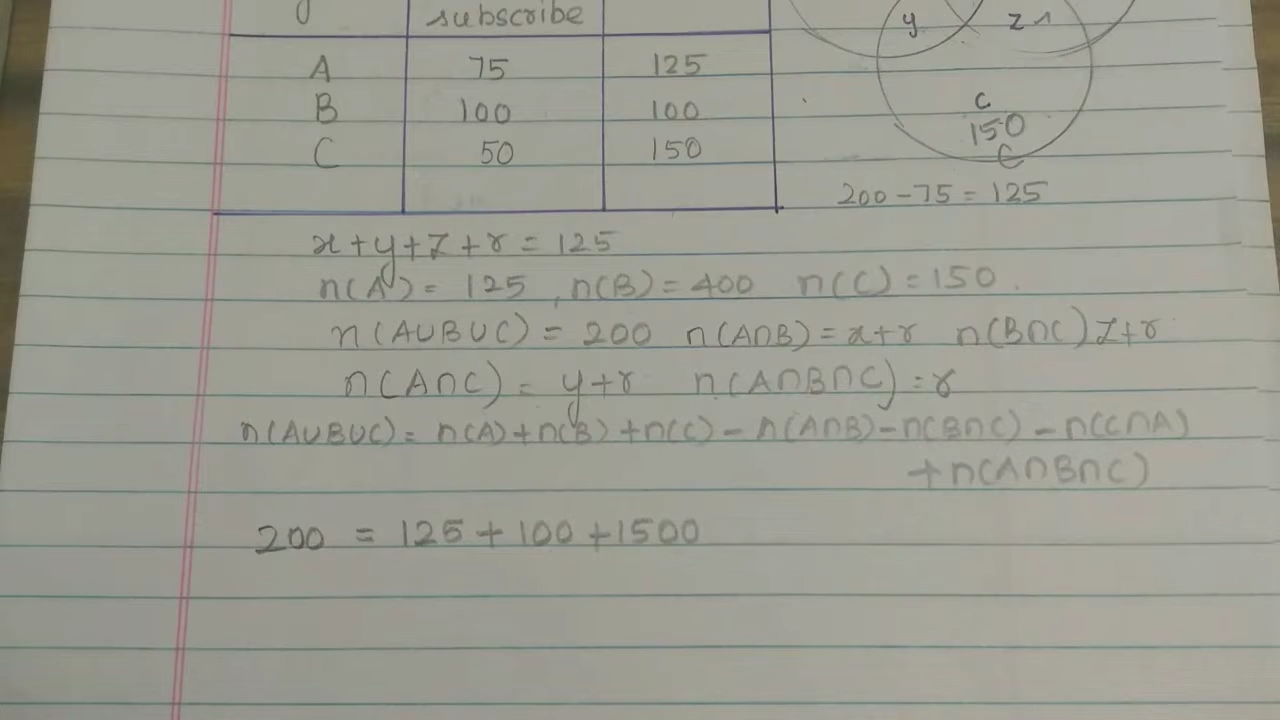 subscribe
y z r
A 75 125
B 100 100
C 50 150
C
150
C
200 - 75 = 125
x + y + z + r = 125
n(A) = 125, n(B) = 400 n(C) = 150.
n(A∪B∪C) = 200 n(A∩B) = x+r n(B∩C) z+r
n(A∩C) = y+r n(A∩B∩C) = r
n(A∪B∪C) = n(A) + n(B) + n(C) - n(A∩B) - n(B∩C) - n(C∩A)
+ n(A∩B∩C)
200 = 125 + 100 + 1500